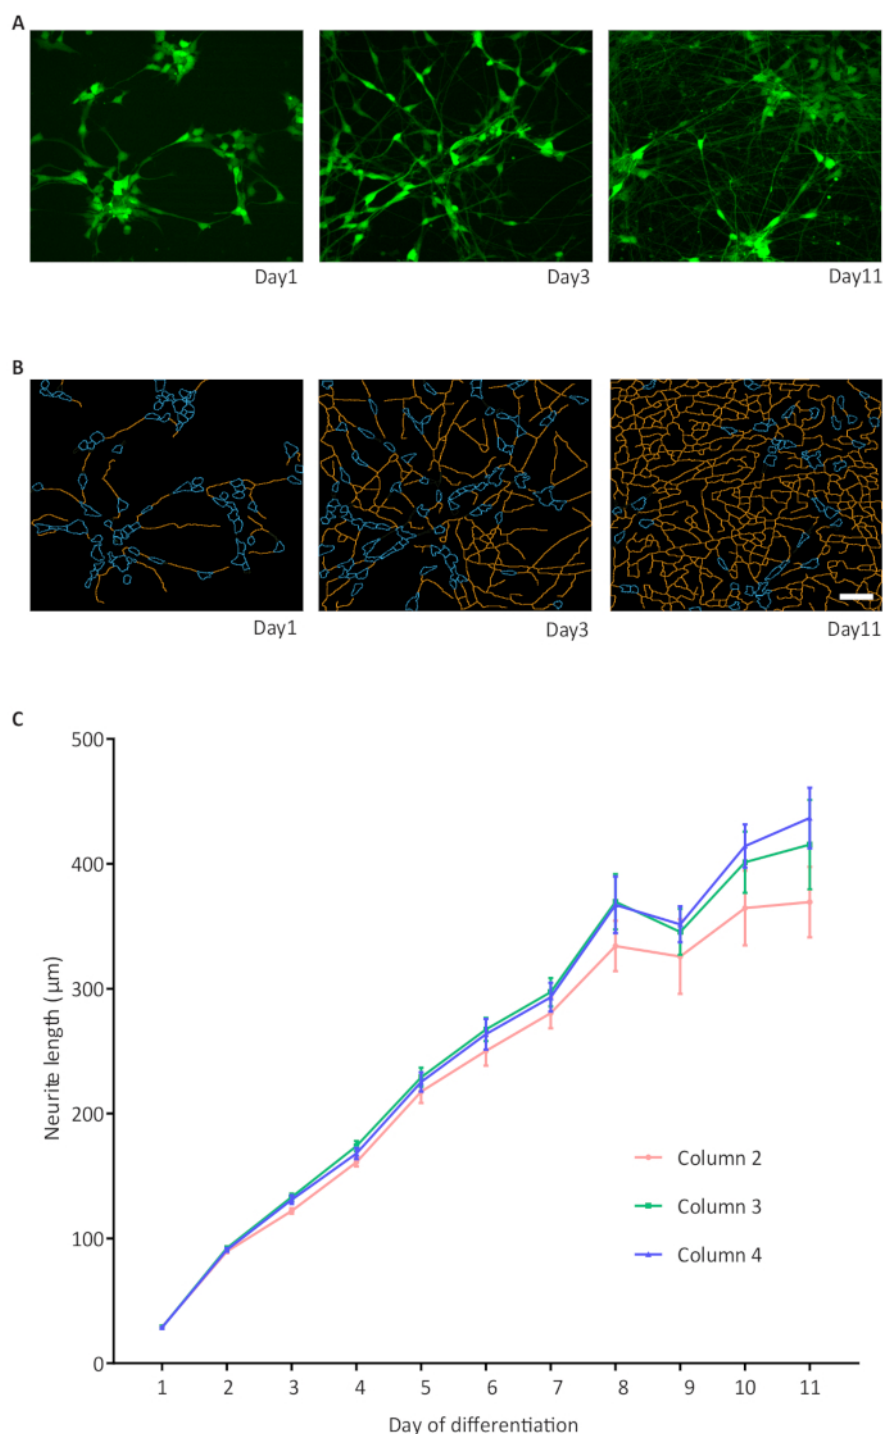 A
Day1
Day3
Day11
B
Day1
Day3
Day11
C
500
400
300
200
100
0
Neurite length (µm)
Column 2
Column 3
Column 4
1 2 3 4 5 6 7 8 9 10 11
Day of differentiation